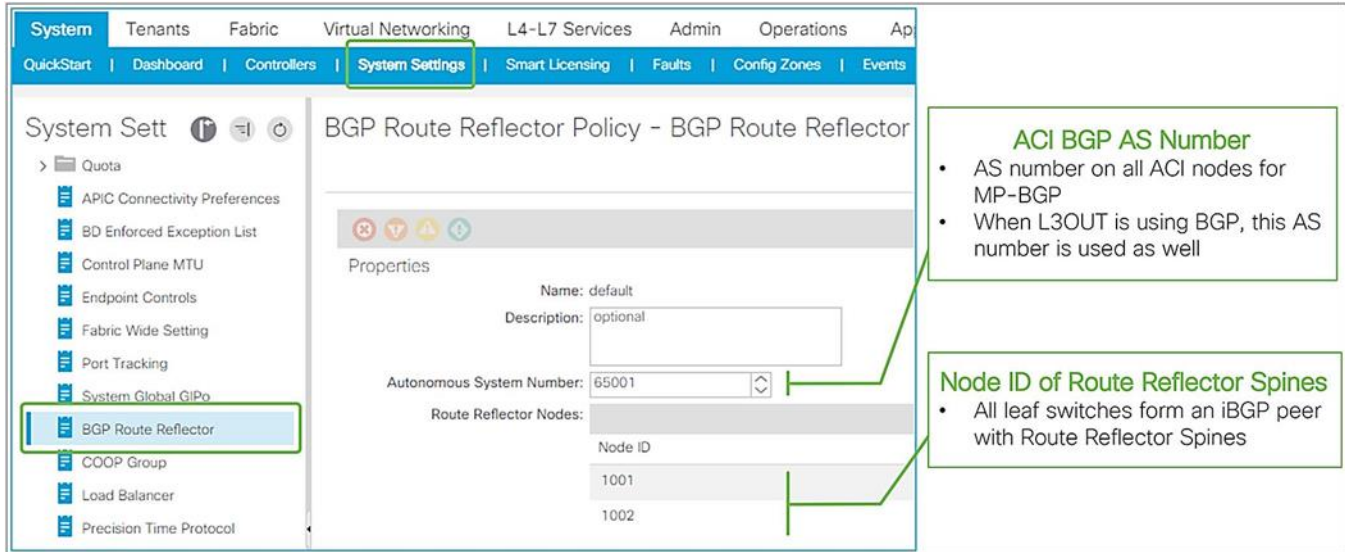 System Tenants Fabric Virtual Networking L4-L7 Services Admin Operations Ap
QuickStart | Dashboard | Controllers | System Settings | Smart Licensing | Faults | Config Zones | Events
System Sett
Quota
APIC Connectivity Preferences
BD Enforced Exception List
Control Plane MTU
Endpoint Controls
Fabric Wide Setting
Port Tracking
System Global GIPo
BGP Route Reflector
COOP Group
Load Balancer
Precision Time Protocol
BGP Route Reflector Policy - BGP Route Reflector
Properties
Name: default
Description: optional
Autonomous System Number: 65001
Route Reflector Nodes:
Node ID
1001
1002
ACI BGP AS Number
• AS number on all ACI nodes for
MP-BGP
• When L3OUT is using BGP, this AS
number is used as well
Node ID of Route Reflector Spines
• All leaf switches form an iBGP peer
with Route Reflector Spines